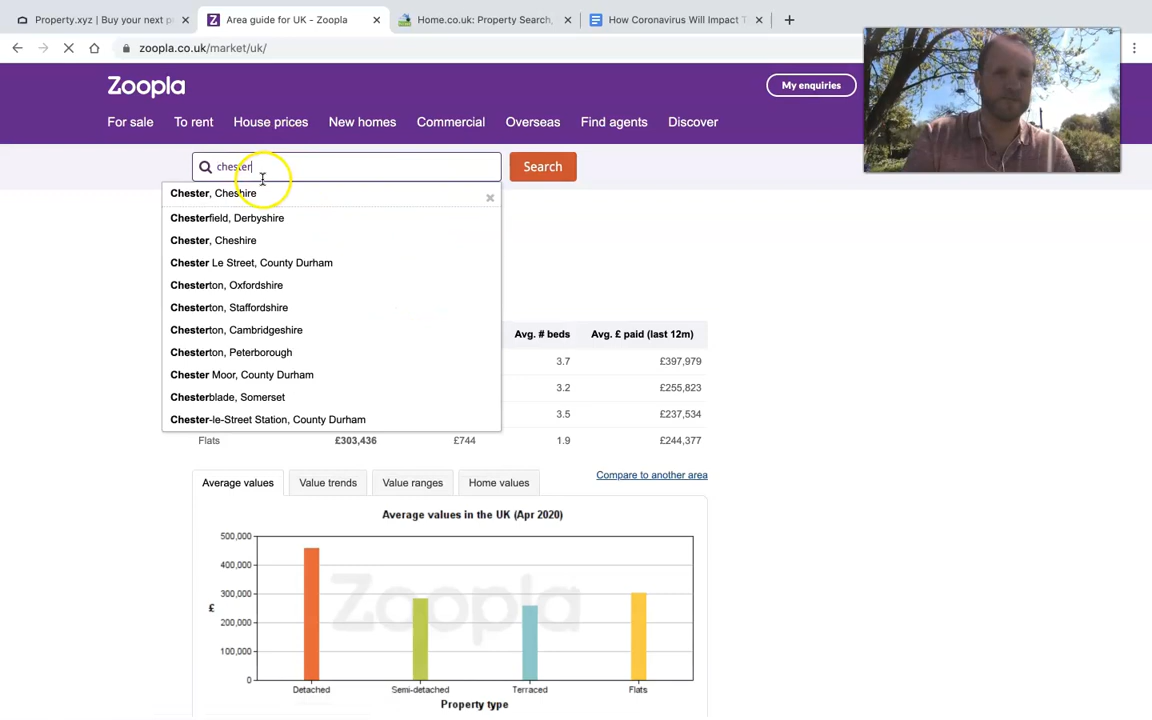 Property.xyz | Buy your next p
Area guide for UK - Zoopla
Home.co.uk: Property Search,
How Coronavirus Will Impact T
zoopla.co.uk/market/uk/
Zoopla
My enquiries
For sale
To rent
House prices
New homes
Commercial
Overseas
Find agents
Discover
chester
Search
Chester, Cheshire
Chesterfield, Derbyshire
Chester, Cheshire
Chester Le Street, County Durham
Chesterton, Oxfordshire
Chesterton, Staffordshire
Chesterton, Cambridgeshire
Chesterton, Peterborough
Chester Moor, County Durham
Chesterblade, Somerset
Chester-le-Street Station, County Durham
Avg. # beds Avg. £ paid (last 12m)
3.7 £397,979
3.2 £255,823
3.5 £237,534
Flats £303,436 £744 1.9 £244,377
Average values
Value trends
Value ranges
Home values
Compare to another area
Average values in the UK (Apr 2020)
500,000
400,000
300,000
200,000
100,000
0
£
Zoopla
Detached Semi-detached Terraced Flats
Property type